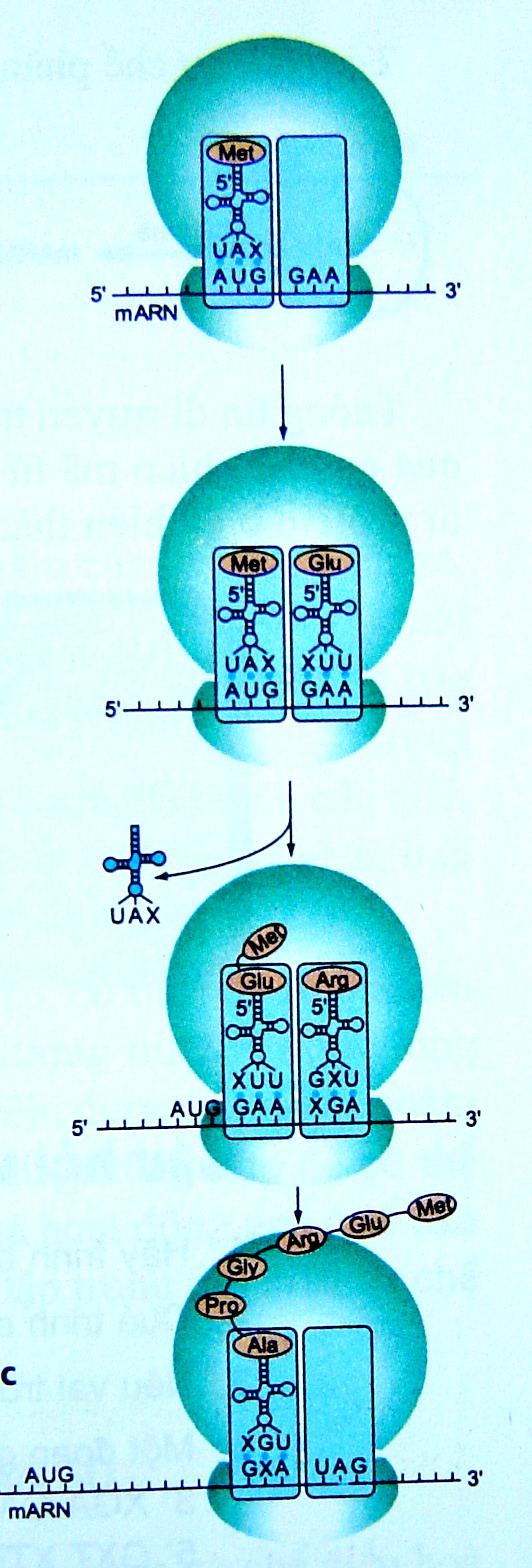 Met
5'
UAX
AUG GAA
5' 3'
mARN
Met Glu
5' 5'
UAX XUU
AUG GAA
5' 3'
UAX
Met
Glu Arg
5' 5'
XUU GXU
AUG GAA XGA
5' 3'
Met
Glu
Arg
Gly
Pro
Ala
c
XGU
GXA UAG
AUG 3'
mARN